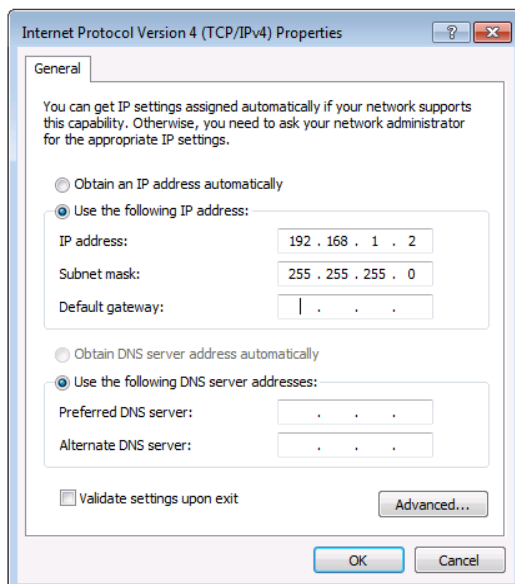 Internet Protocol Version 4 (TCP/IPv4) Properties
General
You can get IP settings assigned automatically if your network supports
this capability. Otherwise, you need to ask your network administrator
for the appropriate IP settings.
Obtain an IP address automatically
Use the following IP address:
IP address: 192 . 168 . 1 . 2
Subnet mask: 255 . 255 . 255 . 0
Default gateway: . . .
Obtain DNS server address automatically
Use the following DNS server addresses:
Preferred DNS server: . . .
Alternate DNS server: . . .
Validate settings upon exit
Advanced...
OK Cancel